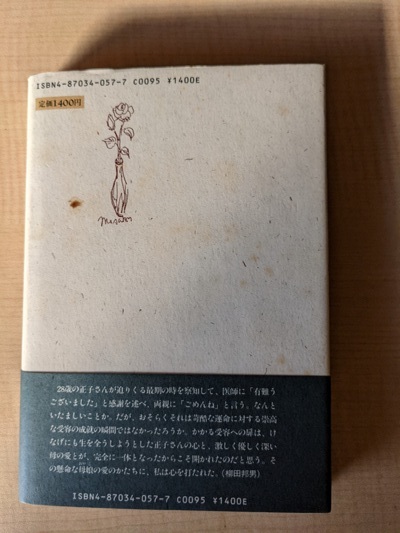 ISBN4-87034-057-7 C0095 ¥1400E
定価1400円
28歳の正子さんが迫りくる最期の時を察知して、医師に「有難う
ございました」と感謝を述べ、両親に「ごめんね」と言う。なんと
いたましいことか。だが、おそらくそれは苛酷な運命に対する崇高
な受容の成就の瞬間ではなかったろうか。かかる受容への扉は、け
なげにも生を全うしようとした正子さんの心と、激しく優しく深い
母の愛とが、完全に一体となったからこそ開かれたのだと思う。そ
の懸命な母娘の愛のかたちに、私は心を打たれた。(柳田邦男)
ISBN4-87034-057-7 C0095 ¥1400E